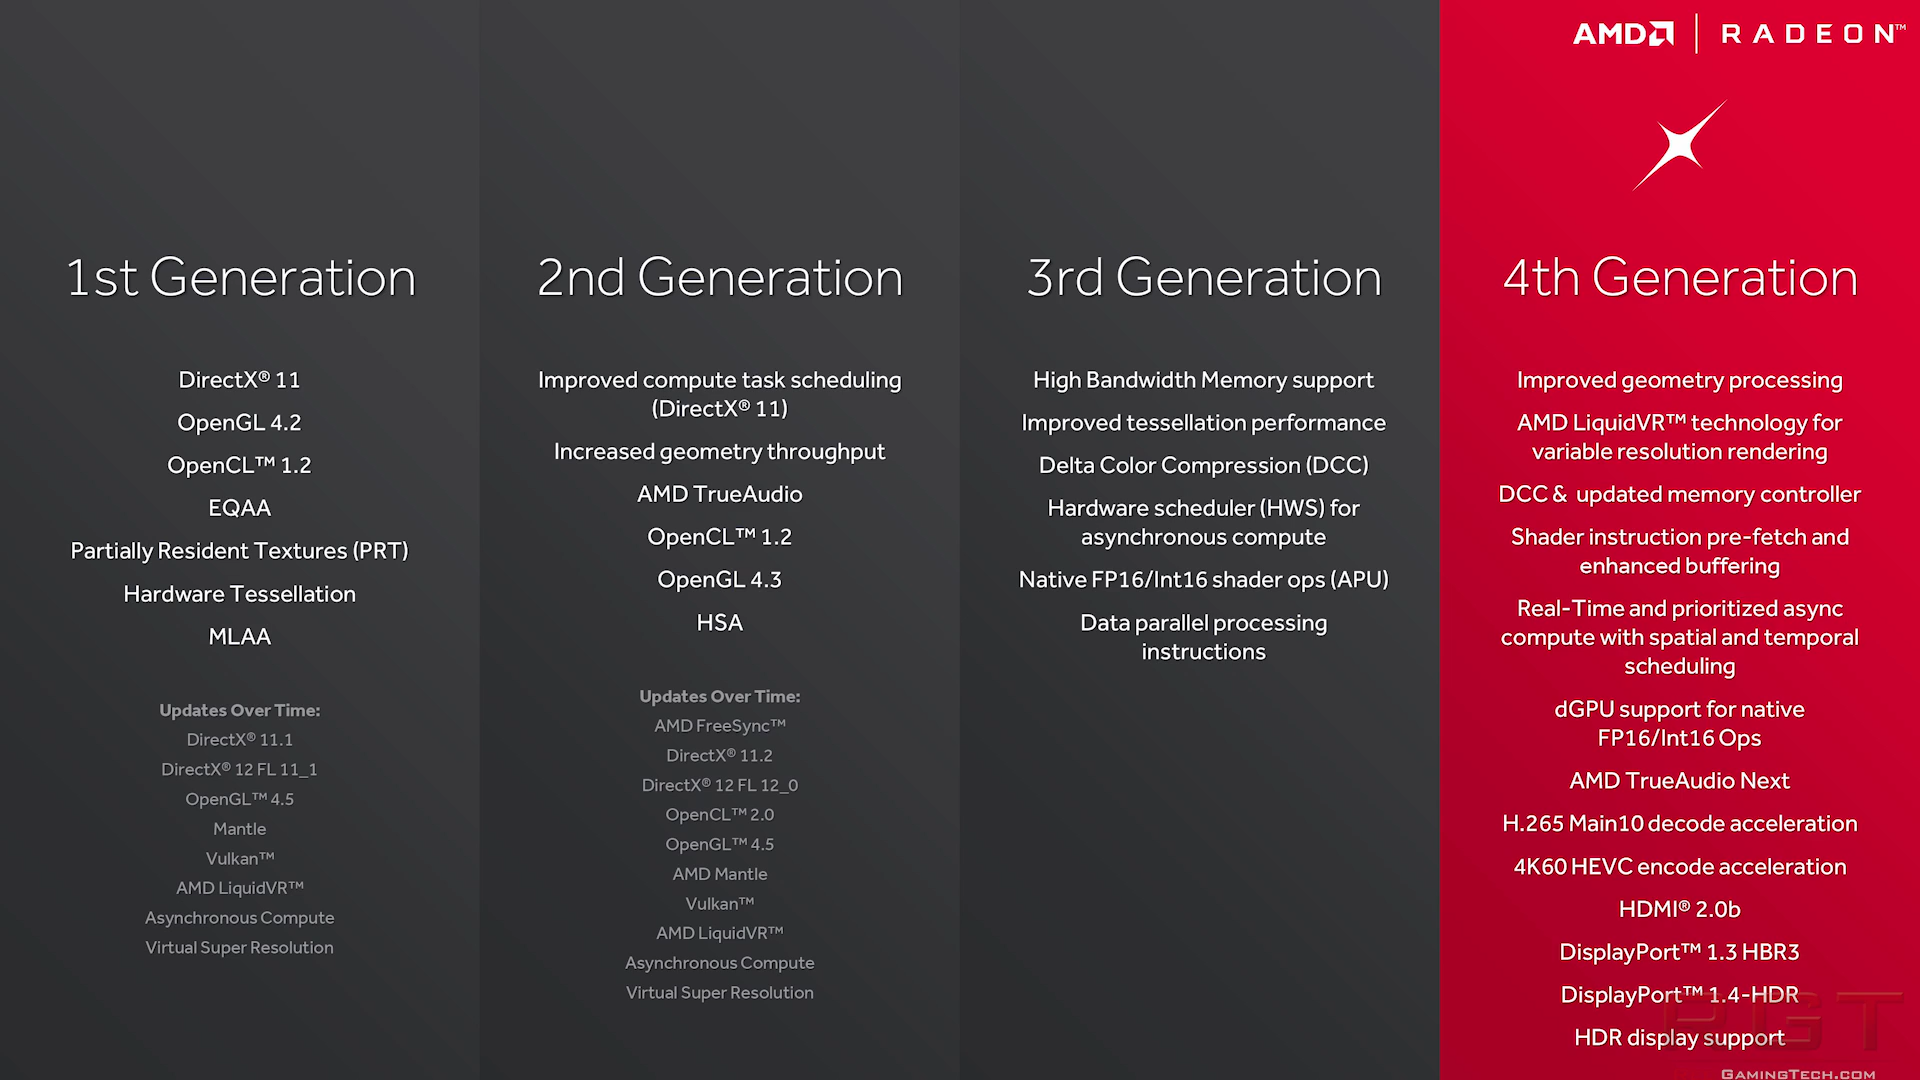 AMD RADEON™
1st Generation
DirectX® 11
OpenGL 4.2
OpenCL™ 1.2
EQAA
Partially Resident Textures (PRT)
Hardware Tessellation
MLAA
Updates Over Time:
DirectX® 11.1
DirectX® 12 FL 11_1
OpenGL™ 4.5
Mantle
Vulkan™
AMD LiquidVR™
Asynchronous Compute
Virtual Super Resolution
2nd Generation
Improved compute task scheduling
(DirectX® 11)
Increased geometry throughput
AMD TrueAudio
OpenCL™ 1.2
OpenGL 4.3
HSA
Updates Over Time:
AMD FreeSync™
DirectX® 11.2
DirectX® 12 FL 12_0
OpenCL™ 2.0
OpenGL™ 4.5
AMD Mantle
Vulkan™
AMD LiquidVR™
Asynchronous Compute
Virtual Super Resolution
3rd Generation
High Bandwidth Memory support
Improved tessellation performance
Delta Color Compression (DCC)
Hardware scheduler (HWS) for
asynchronous compute
Native FP16/Int16 shader ops (APU)
Data parallel processing
instructions
4th Generation
Improved geometry processing
AMD LiquidVR™ technology for
variable resolution rendering
DCC & updated memory controller
Shader instruction pre-fetch and
enhanced buffering
Real-Time and prioritized async
compute with spatial and temporal
scheduling
dGPU support for native
FP16/Int16 Ops
AMD TrueAudio Next
H.265 Main10 decode acceleration
4K60 HEVC encode acceleration
HDMI® 2.0b
DisplayPort™ 1.3 HBR3
DisplayPort™ 1.4-HDR
HDR display support
RGT
GAMINGTECH.COM